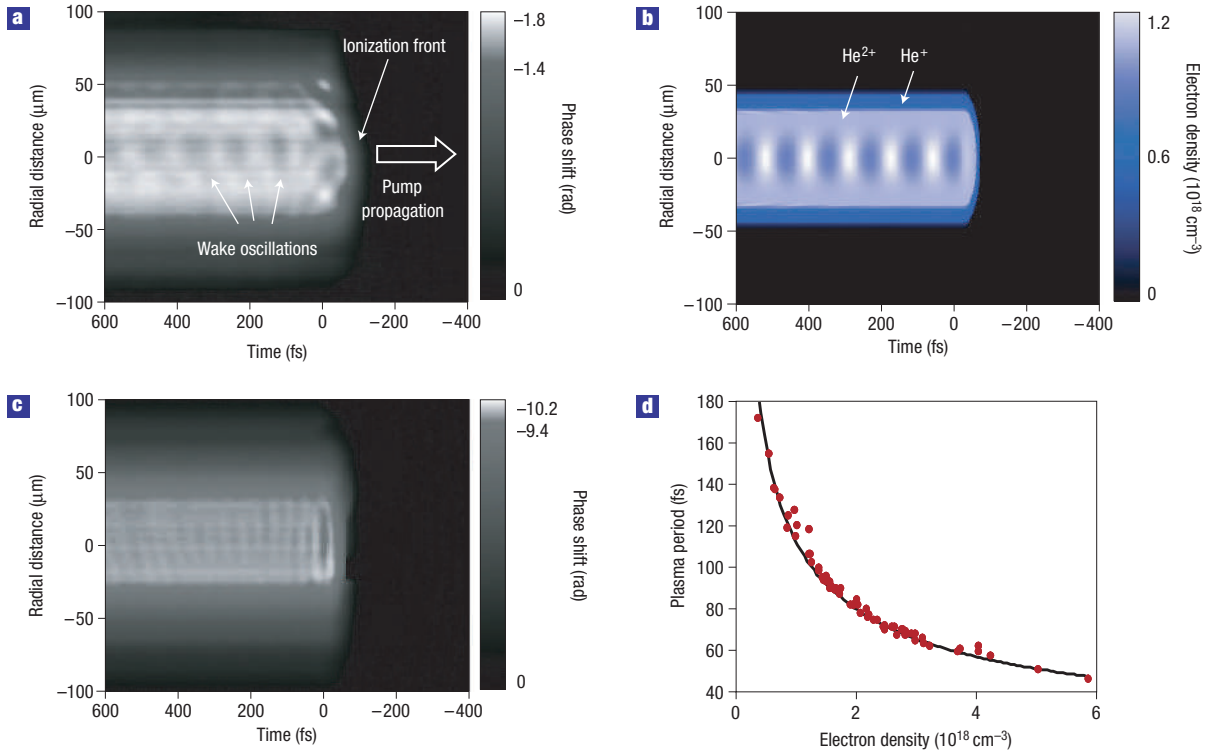 a
100
50
0
−50
−100
Radial distance (μm)
600 400 200 0 −200 −400
Time (fs)
Ionization front
Pump
propagation
Wake oscillations
−1.8
−1.4
0
Phase shift (rad)
b
100
50
0
−50
−100
Radial distance (μm)
600 400 200 0 −200 −400
Time (fs)
He²⁺ He⁺
1.2
0.6
0
Electron density (10¹⁸ cm⁻³)
c
100
50
0
−50
−100
Radial distance (μm)
600 400 200 0 −200 −400
Time (fs)
−10.2
−9.4
0
Phase shift (rad)
d
180
160
140
120
100
80
60
40
Plasma period (fs)
0 2 4 6
Electron density (10¹⁸ cm⁻³)